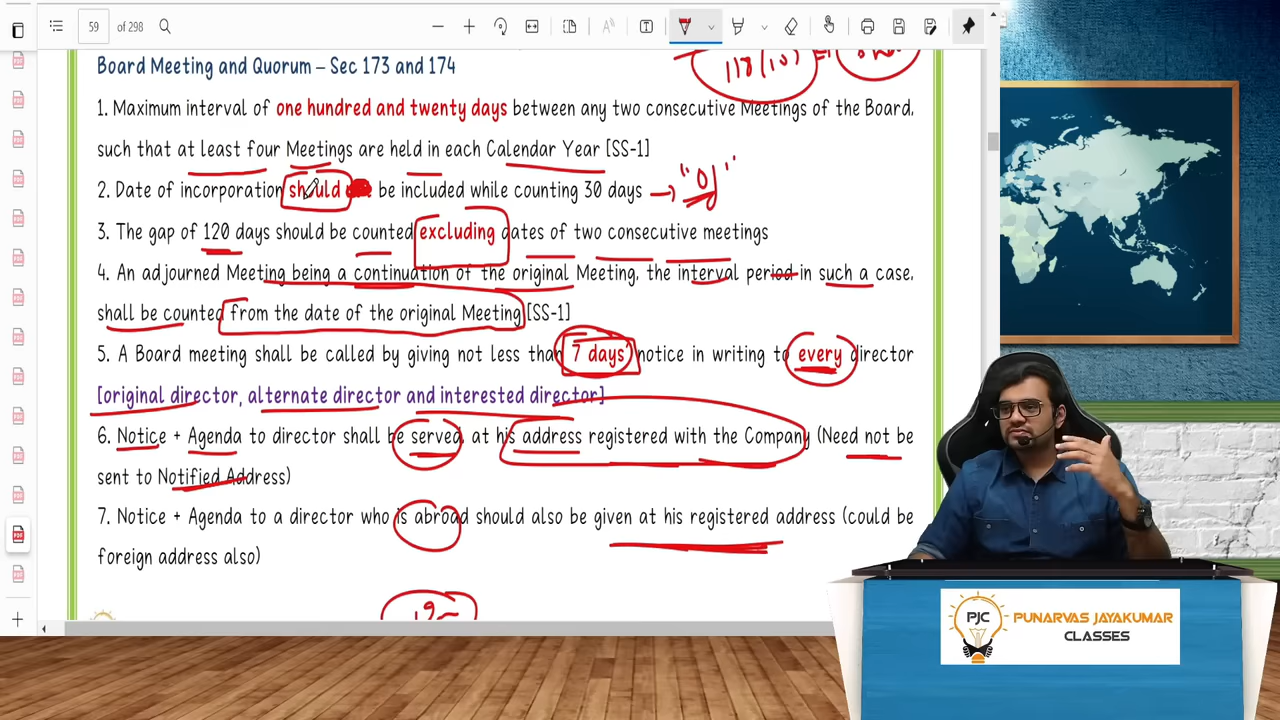 59 of 298
118(10)
Board Meeting and Quorum – Sec 173 and 174
1. Maximum interval of one hundred and twenty days between any two consecutive Meetings of the Board,
such that at least four Meetings are held in each Calendar Year [SS-1]
2. Date of incorporation should be included while counting 30 days
3. The gap of 120 days should be counted excluding dates of two consecutive meetings
4. An adjourned Meeting being a continuation of the original Meeting, the interval period in such a case,
shall be counted from the date of the original Meeting [SS-1]
5. A Board meeting shall be called by giving not less than 7 days' notice in writing to every director
[original director, alternate director and interested director]
6. Notice + Agenda to director shall be served, at his address registered with the Company (Need not be
sent to Notified Address)
7. Notice + Agenda to a director who is abroad should also be given at his registered address (could be
foreign address also)
PJC
PUNARVAS JAYAKUMAR
CLASSES